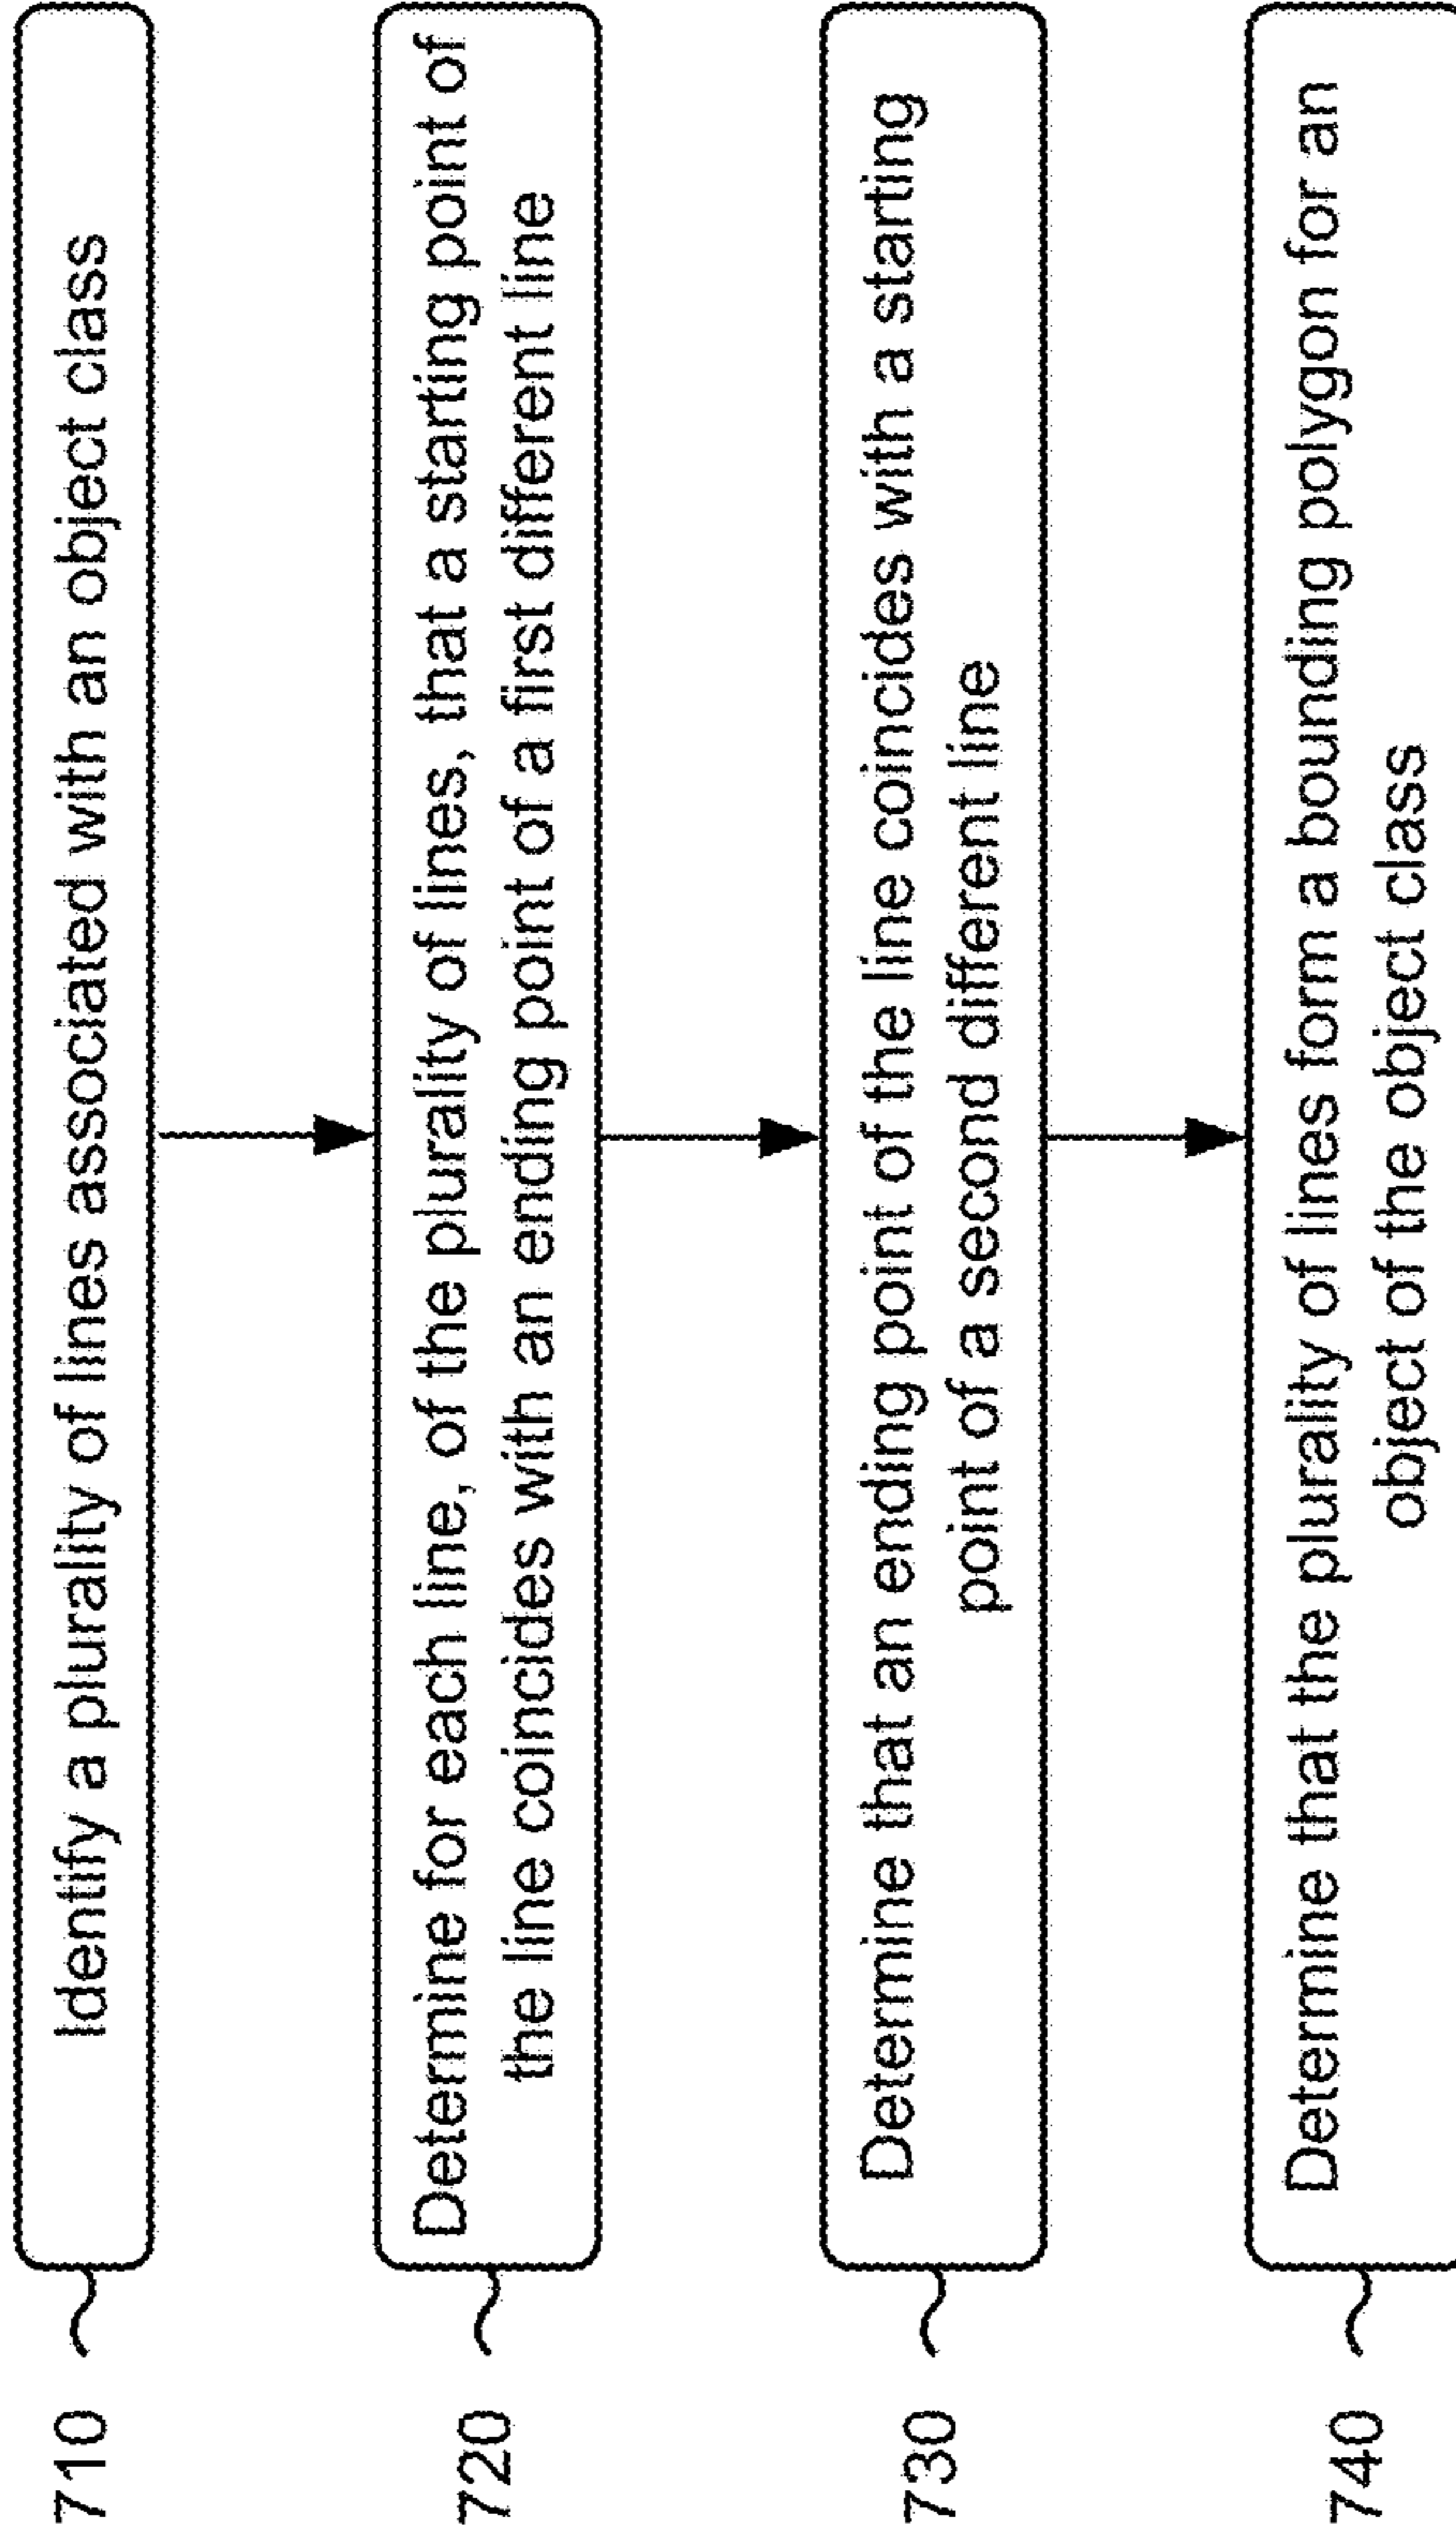 710
Identify a plurality of lines associated with an object class
720
Determine for each line, of the plurality of lines, that a starting point of
the line coincides with an ending point of a first different line
730
Determine that an ending point of the line coincides with a starting
point of a second different line
740
Determine that the plurality of lines form a bounding polygon for an
object of the object class